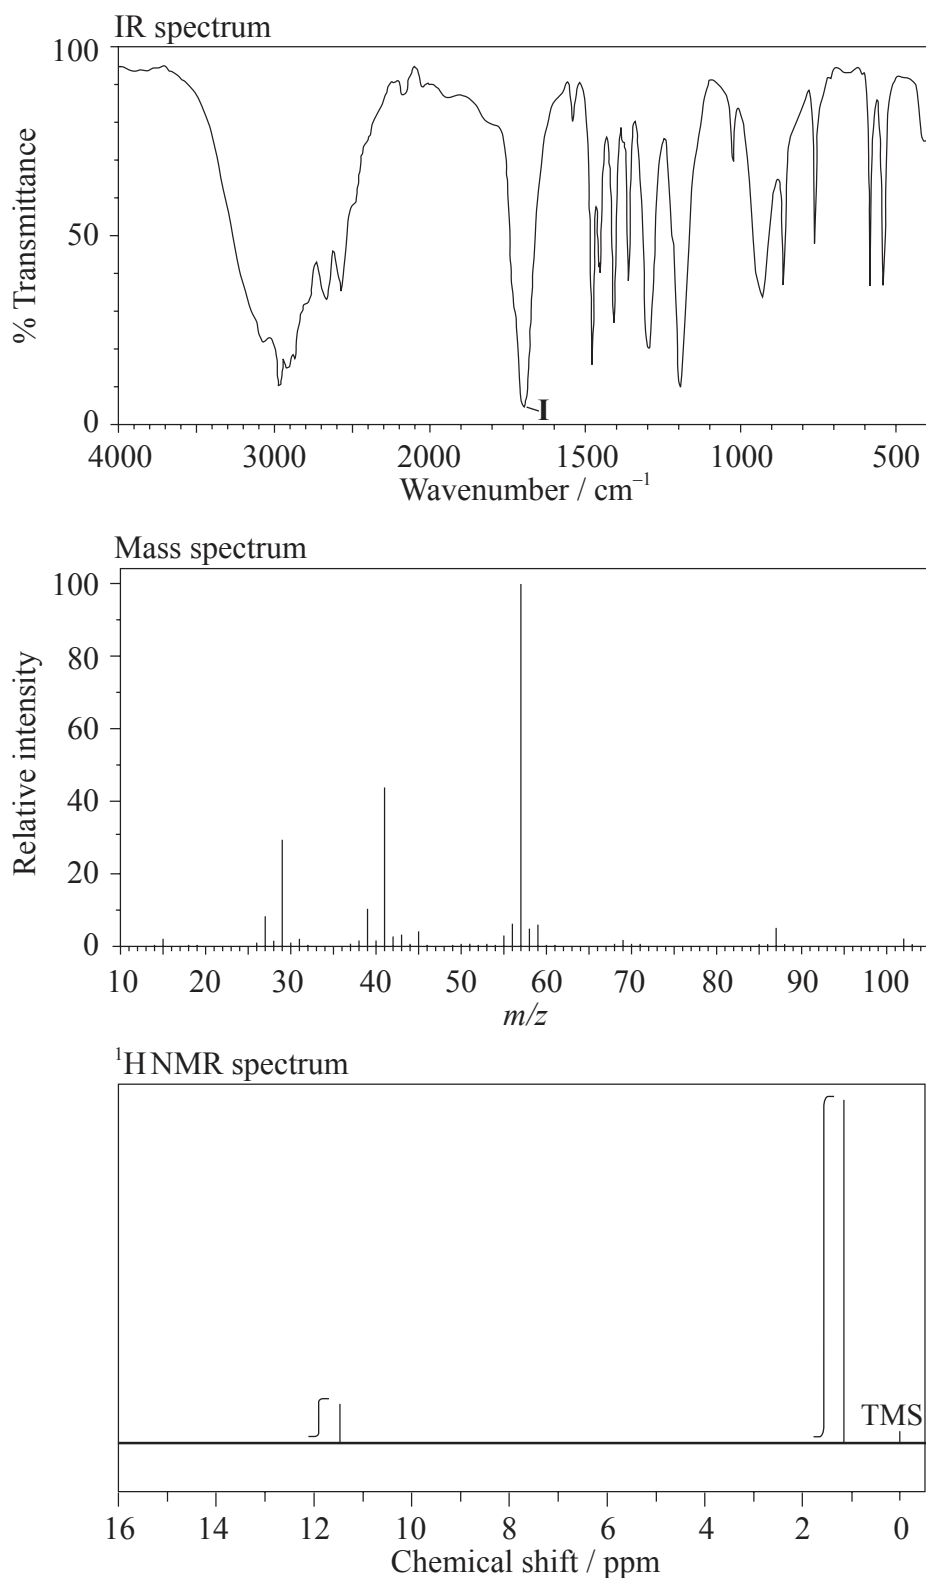 IR spectrum
100
50
0
% Transmittance
I
4000 3000 2000 1500 1000 500
Wavenumber / cm⁻¹
Mass spectrum
100
80
60
40
20
0
Relative intensity
10 20 30 40 50 60 70 80 90 100
m/z
¹H NMR spectrum
TMS
16 14 12 10 8 6 4 2 0
Chemical shift / ppm